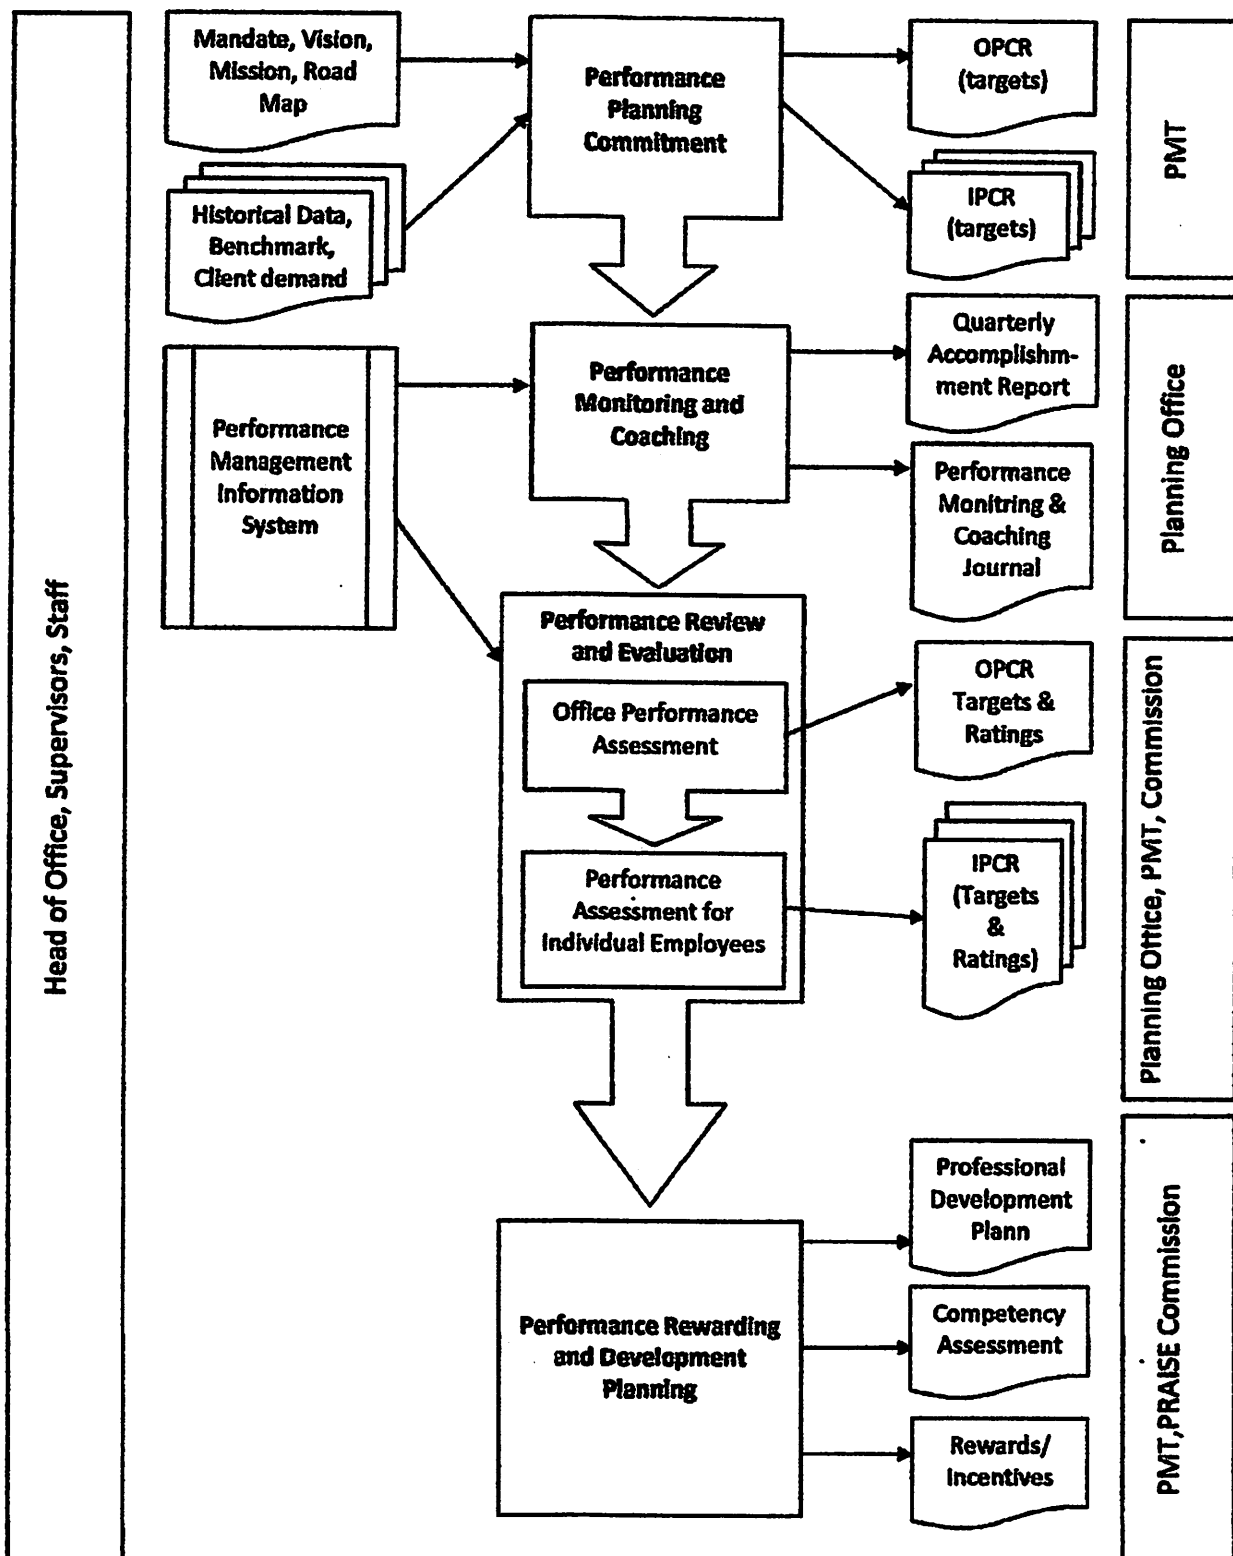 Head of Office, Supervisors, Staff
Mandate, Vision,
Mission, Road
Map
Historical Data,
Benchmark,
Client demand
Performance
Planning
Commitment
OPCR
(targets)
IPCR
(targets)
PMT
Performance
Management
Information
System
Performance
Monitoring and
Coaching
Quarterly
Accomplishm-
ment Report
Performance
Monitring &
Coaching
Journal
Planning Office
Performance Review
and Evaluation
Office Performance
Assessment
Performance
Assessment for
Individual Employees
OPCR
Targets &
Ratings
IPCR
(Targets
&
Ratings)
Planning Office, PMT, Commission
Performance Rewarding
and Development
Planning
Professional
Development
Plann
Competency
Assessment
Rewards/
Incentives
PMT,PRAISE Commission